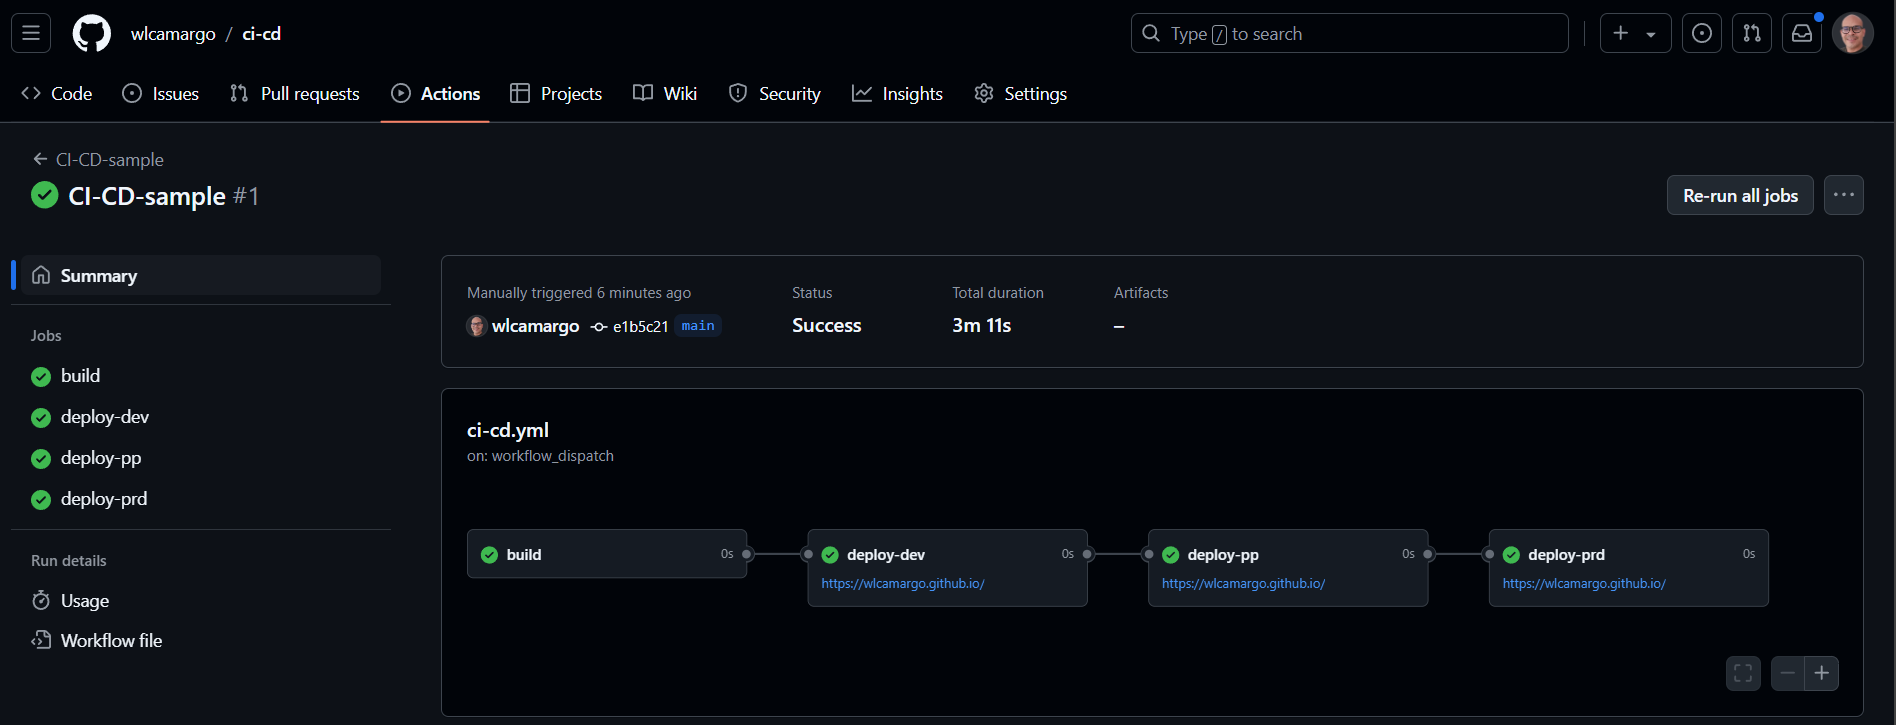 wlcamargo / ci-cd
Type / to search
Code
Issues
Pull requests
Actions
Projects
Wiki
Security
Insights
Settings
CI-CD-sample
CI-CD-sample #1
Re-run all jobs
Summary
Jobs
build
deploy-dev
deploy-pp
deploy-prd
Run details
Usage
Workflow file
Manually triggered 6 minutes ago
wlcamargo e1b5c21 main
Status
Success
Total duration
3m 11s
Artifacts
–
ci-cd.yml
on: workflow_dispatch
build 0s
deploy-dev 0s
https://wlcamargo.github.io/
deploy-pp 0s
https://wlcamargo.github.io/
deploy-prd 0s
https://wlcamargo.github.io/